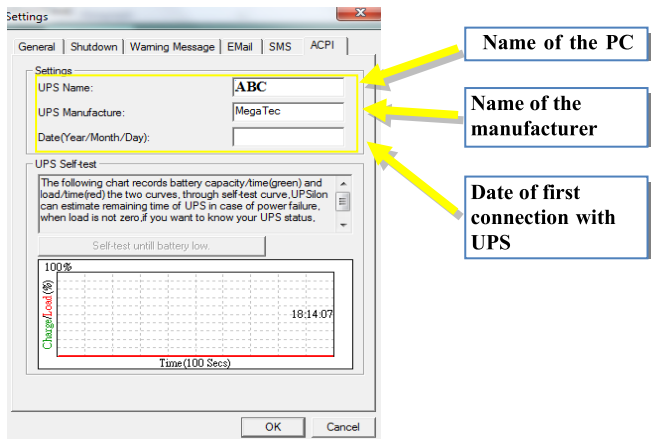 Settings
General
Shutdown
Warning Message
EMail
SMS
ACPI
Settings
UPS Name:
ABC
UPS Manufacture:
MegaTec
Date(Year/Month/Day):
UPS Self-test
The following chart records battery capacity/time(green) and
load/time(red) the two curves, through self-test curve,UPSilon
can estimate remaining time of UPS in case of power failure,
when load is not zero,if you want to know your UPS status,
Self-test untill battery low.
100%
Charge/Load(%)
18:14:07
Time(100 Secs)
OK
Cancel
Name of the PC
Name of the
manufacturer
Date of first
connection with
UPS